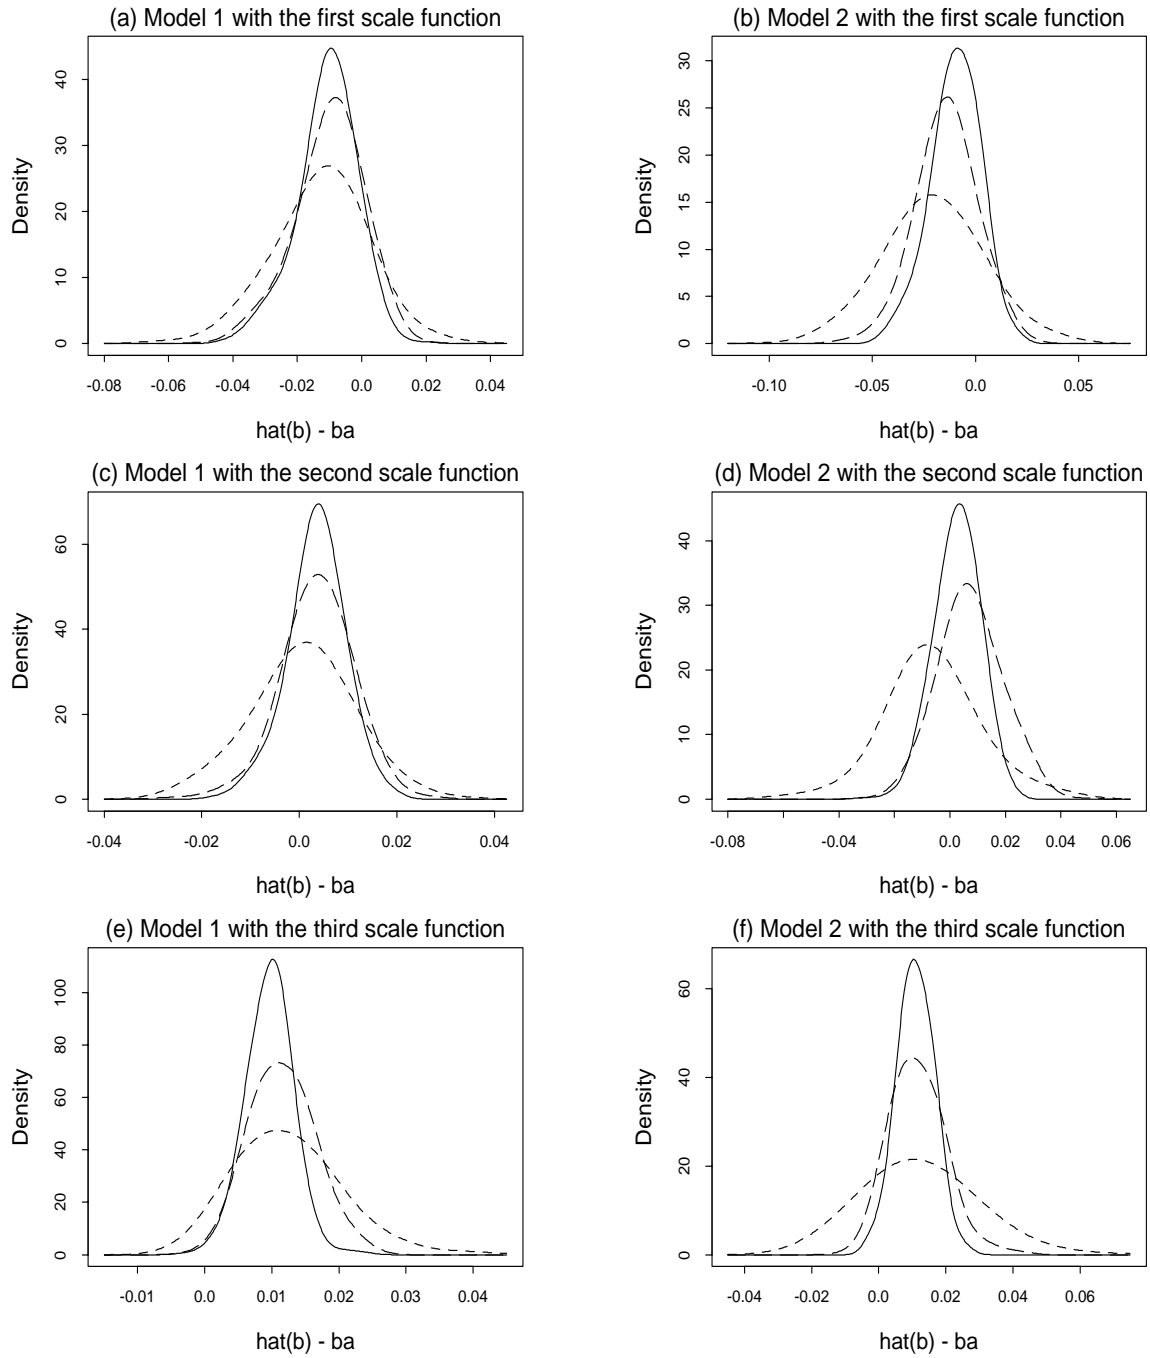 (a) Model 1 with the first scale function
Density
0 10 20 30 40
-0.08 -0.06 -0.04 -0.02 0.0 0.02 0.04
hat(b) - ba
(b) Model 2 with the first scale function
Density
0 5 10 15 20 25 30
-0.10 -0.05 0.0 0.05
hat(b) - ba
(c) Model 1 with the second scale function
Density
0 20 40 60
-0.04 -0.02 0.0 0.02 0.04
hat(b) - ba
(d) Model 2 with the second scale function
Density
0 10 20 30 40
-0.08 -0.04 0.0 0.02 0.04 0.06
hat(b) - ba
(e) Model 1 with the third scale function
Density
0 20 40 60 80 100
-0.01 0.0 0.01 0.02 0.03 0.04
hat(b) - ba
(f) Model 2 with the third scale function
Density
0 20 40 60
-0.04 -0.02 0.0 0.02 0.04 0.06
hat(b) - ba